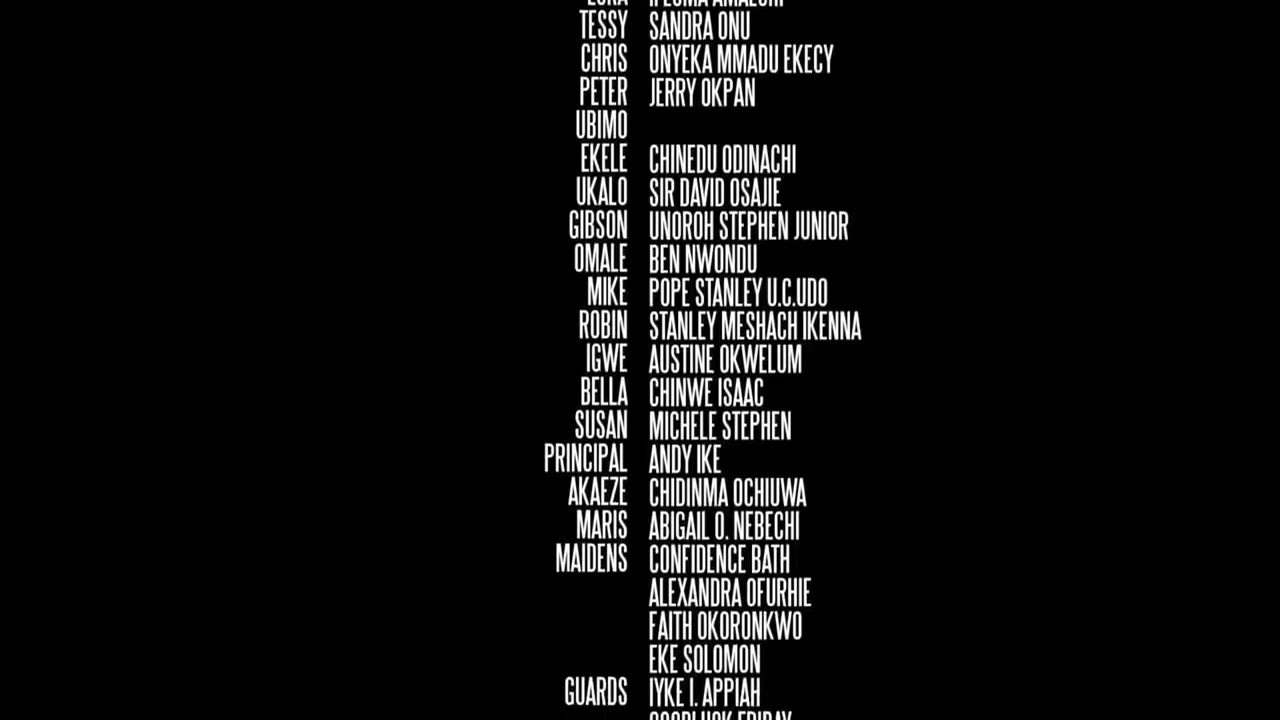 TESSY SANDRA ONU
CHRIS ONYEKA MMADU EKECY
PETER JERRY OKPAN
UBIMO
EKELE CHINEDU ODINACHI
UKALO SIR DAVID OSAJIE
GIBSON UNOROH STEPHEN JUNIOR
OMALE BEN NWONDU
MIKE POPE STANLEY U.C.UDO
ROBIN STANLEY MESHACH IKENNA
IGWE AUSTINE OKWELUM
BELLA CHINWE ISAAC
SUSAN MICHELE STEPHEN
PRINCIPAL ANDY IKE
AKAEZE CHIDINMA OCHIUWA
MARIS ABIGAIL O. NEBECHI
MAIDENS CONFIDENCE BATH
ALEXANDRA OFURHIE
FAITH OKORONKWO
EKE SOLOMON
GUARDS IYKE I. APPIAH